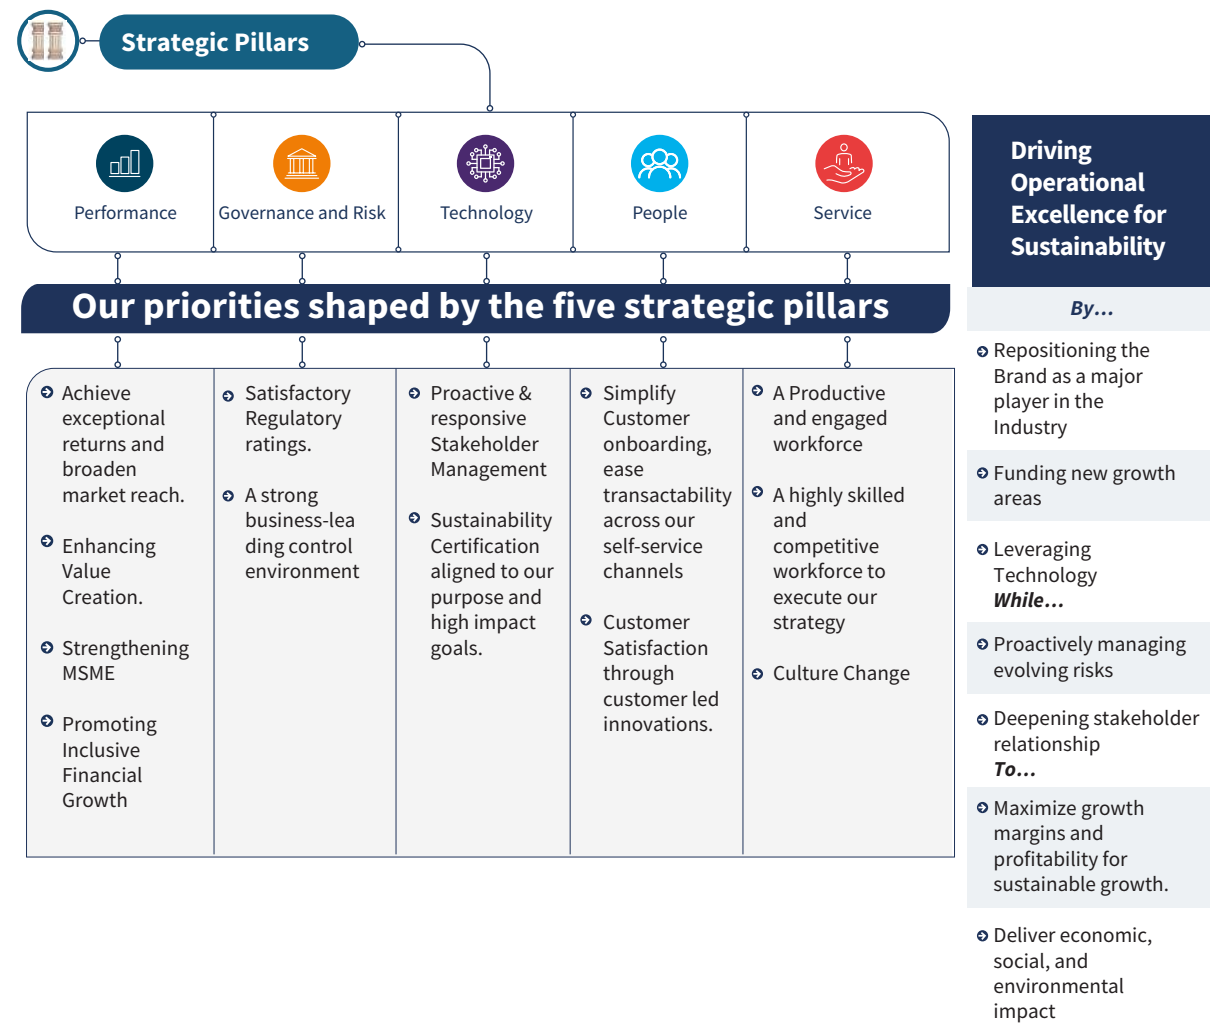 Strategic Pillars
Performance
Governance and Risk
Technology
People
Service
Our priorities shaped by the five strategic pillars
Achieve
exceptional
returns and
broaden
market reach.
Enhancing
Value
Creation.
Strengthening
MSME
Promoting
Inclusive
Financial
Growth
Satisfactory
Regulatory
ratings.
A strong
business-lea
ding control
environment
Proactive &
responsive
Stakeholder
Management
Sustainability
Certification
aligned to our
purpose and
high impact
goals.
Simplify
Customer
onboarding,
ease
transactability
across our
self-service
channels
Customer
Satisfaction
through
customer led
innovations.
A Productive
and engaged
workforce
A highly skilled
and
competitive
workforce to
execute our
strategy
Culture Change
Driving
Operational
Excellence for
Sustainability
By...
Repositioning the
Brand as a major
player in the
Industry
Funding new growth
areas
Leveraging
Technology
While...
Proactively managing
evolving risks
Deepening stakeholder
relationship
To...
Maximize growth
margins and
profitability for
sustainable growth.
Deliver economic,
social, and
environmental
impact